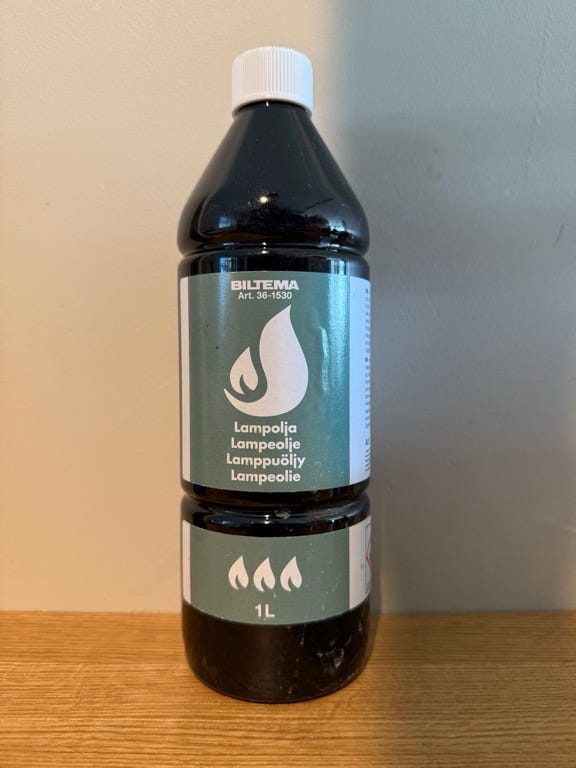 BILTEMA
Art. 36-1530
Lampolja
Lampeolje
Lamppuöljy
Lampeolie
1L